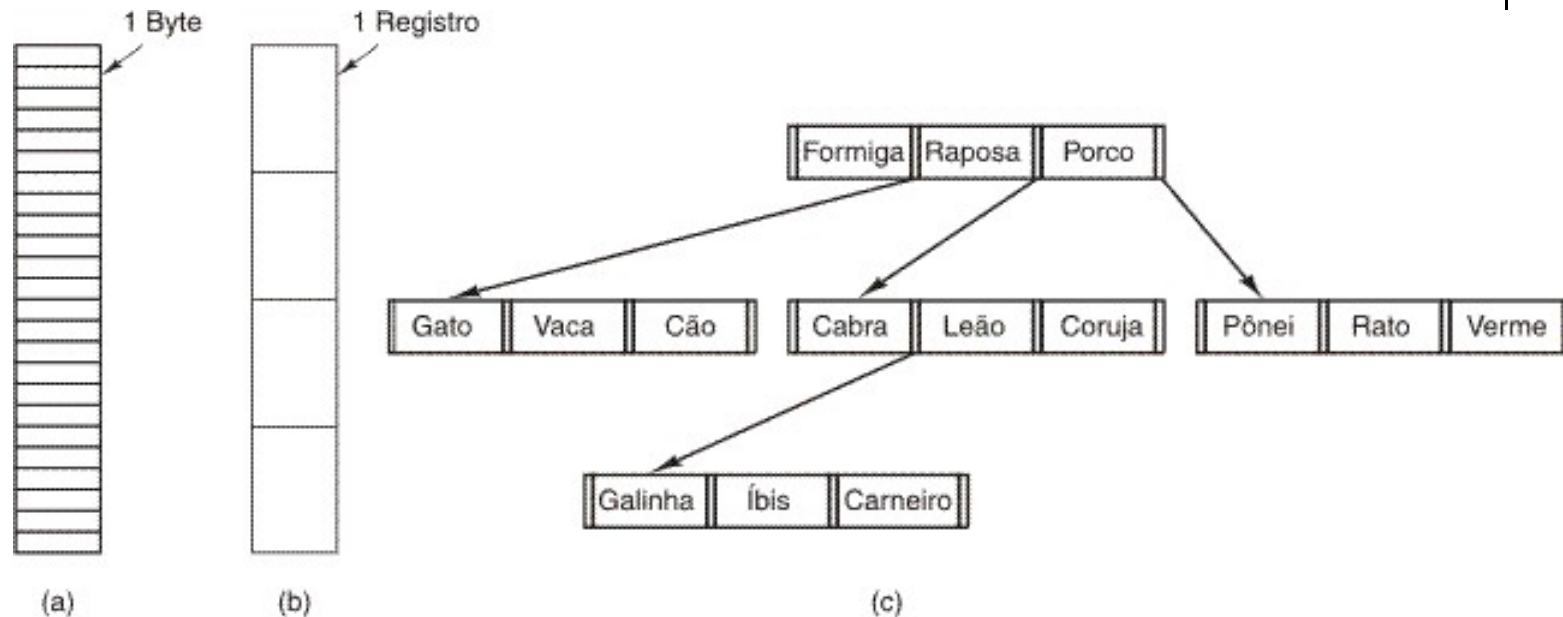 1 Byte
1 Registro
Formiga Raposa Porco
Gato Vaca Cão
Cabra Leão Coruja
Pônei Rato Verme
Galinha Íbis Carneiro
(a)
(b)
(c)